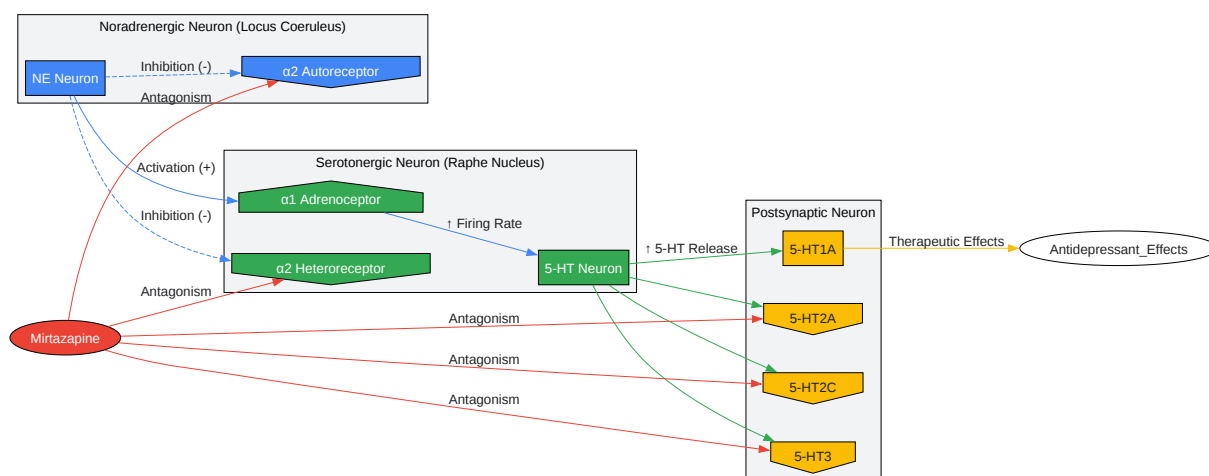 Noradrenergic Neuron (Locus Coeruleus)
NE Neuron
Inhibition (-)
α2 Autoreceptor
Antagonism
Serotonergic Neuron (Raphe Nucleus)
Activation (+)
α1 Adrenoceptor
Inhibition (-)
↑ Firing Rate
α2 Heteroreceptor
5-HT Neuron
Antagonism
↑ 5-HT Release
Postsynaptic Neuron
5-HT1A
Therapeutic Effects
Antidepressant_Effects
Mirtazapine
Antagonism
5-HT2A
Antagonism
5-HT2C
Antagonism
5-HT3